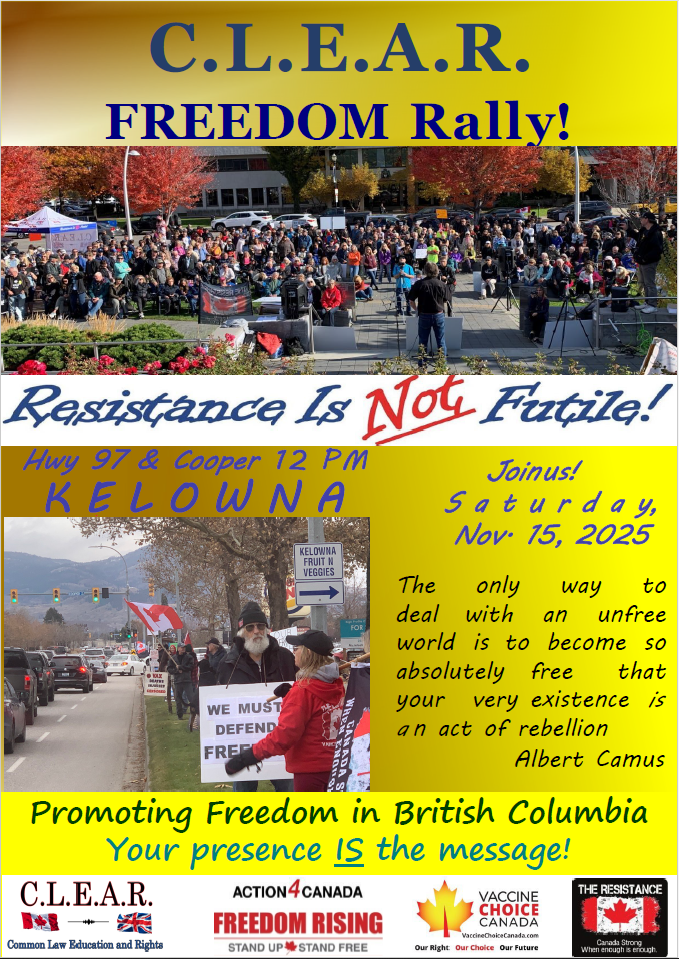 C.L.E.A.R.
FREEDOM Rally!
C.L.E.A.R.
Resistance Is Not Futile!
Hwy 97 & Cooper 12 PM
KELOWNA
Joinus!
Saturday,
Nov. 15, 2025
KELOWNA
FRUIT N
VEGGIES
FOR
WE MUST
DEFEND
FREE
The only way to
deal with an unfree
world is to become so
absolutely free that
your very existence is
an act of rebellion
Albert Camus
Promoting Freedom in British Columbia
Your presence IS the message!
C.L.E.A.R.
Common Law Education and Rights
ACTION4CANADA
FREEDOM RISING
STAND UP STAND FREE
VACCINE
CHOICE
CANADA
VaccineChoiceCanada.com
Our Right Our Choice Our Future
THE RESISTANCE
Canada Strong
When enough is enough.